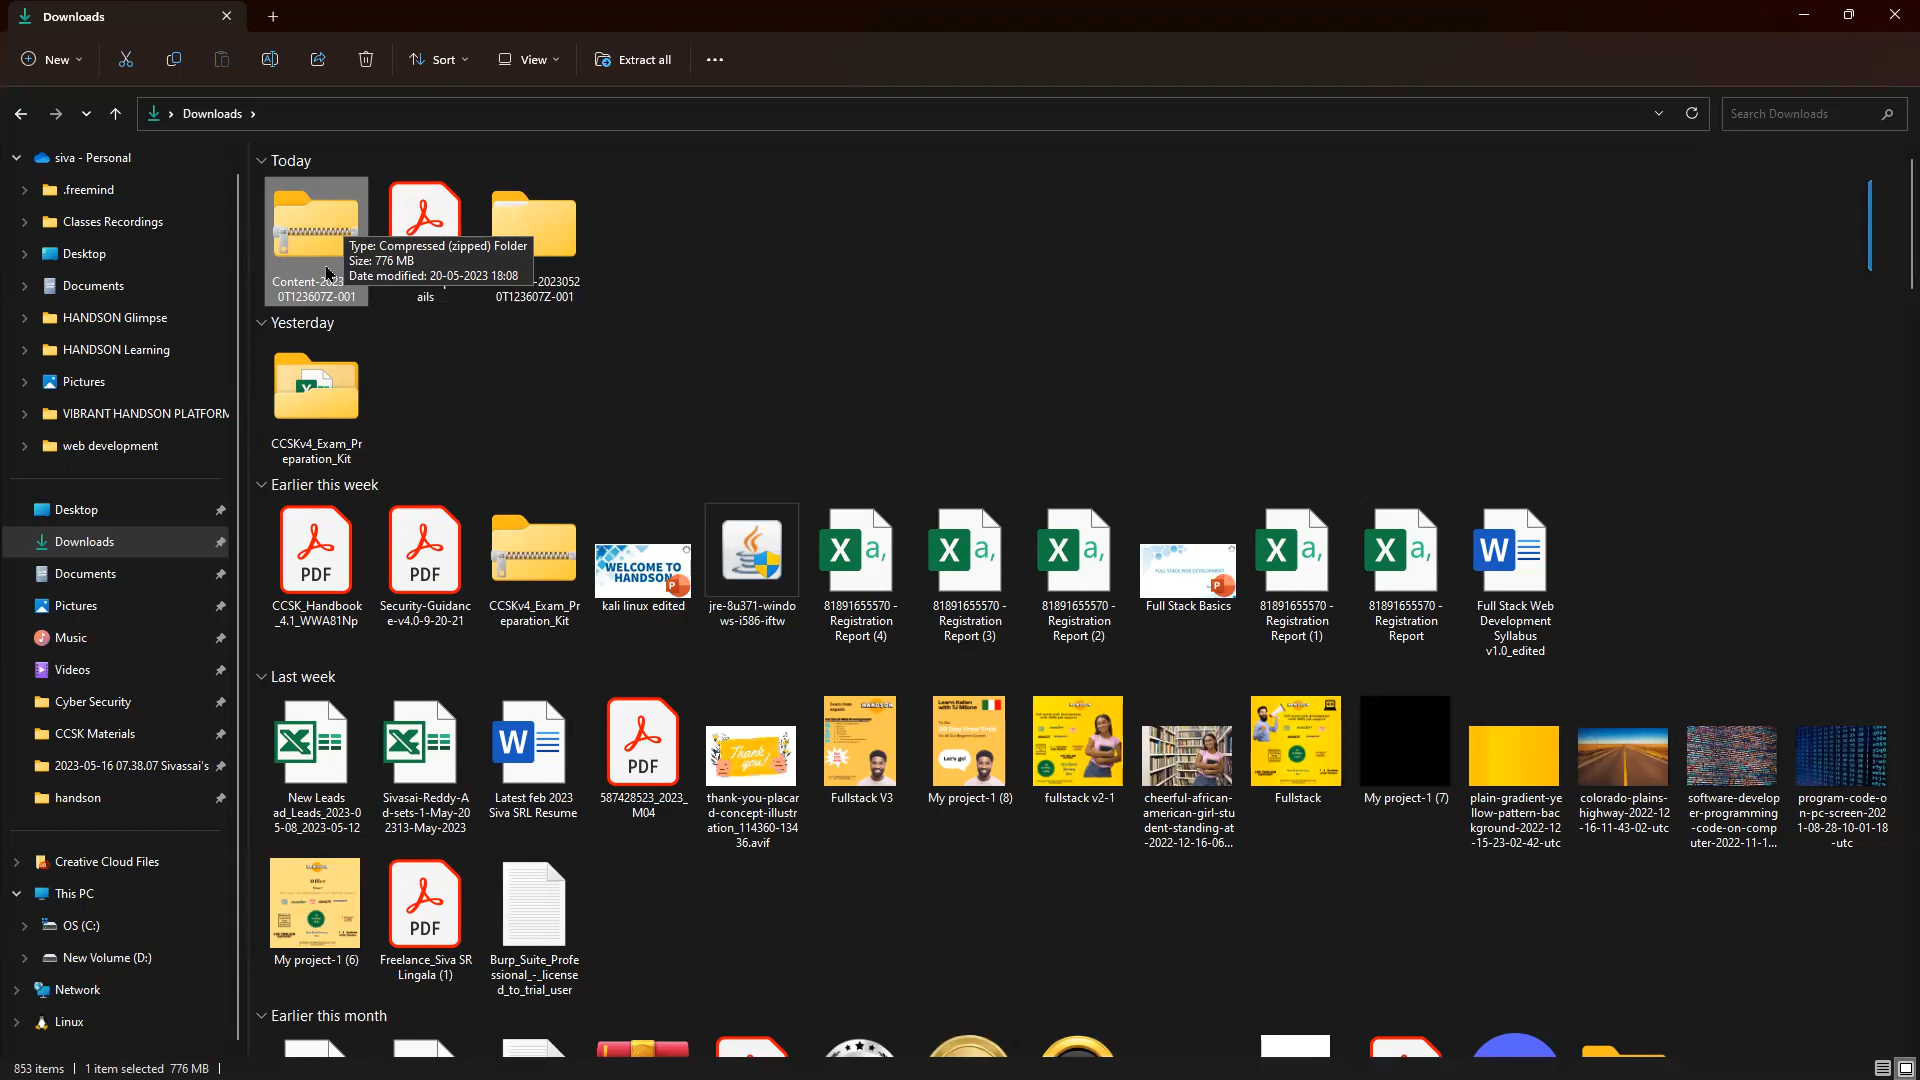 Downloads
New
Sort
View
Extract all
Downloads
Search Downloads
siva - Personal
.freemind
Classes Recordings
Desktop
Documents
HANDSON Glimpse
HANDSON Learning
Pictures
VIBRANT HANDSON PLATFORM
web development
Desktop
Downloads
Documents
Pictures
Music
Videos
Cyber Security
CCSK Materials
2023-05-16 07.38.07 Sivassai's
handson
Creative Cloud Files
This PC
OS (C:)
New Volume (D:)
Network
Linux
Today
Type: Compressed (zipped) Folder
Size: 776 MB
Date modified: 20-05-2023 18:08
Content-2023
0T123607Z-001
ails
-2023052
0T123607Z-001
Yesterday
CCSKv4_Exam_Pr
eparation_Kit
Earlier this week
PDF
CCSK_Handbook
_4.1_WWA81Np
PDF
Security-Guidanc
e-v4.0-9-20-21
CCSKv4_Exam_Pr
eparation_Kit
WELCOME TO
HANDSON
kali linux edited
jre-8u371-windo
ws-i586-iftw
81891655570 -
Registration
Report (4)
81891655570 -
Registration
Report (3)
81891655570 -
Registration
Report (2)
FULL STACK WEB DEVELOPMENT
Full Stack Basics
81891655570 -
Registration
Report (1)
81891655570 -
Registration
Report
Full Stack Web
Development
Syllabus
v1.0_edited
Last week
New Leads
ad_Leads_2023-0
5-08_2023-05-12
Sivasai-Reddy-A
d-sets-1-May-20
2313-May-2023
Latest feb 2023
Siva SRL Resume
PDF
587428523_2023_
M04
Thank you!
thank-you-placar
d-concept-illustr
ation_114360-134
36.avif
HANDSON
Fullstack V3
Learn Italian
with TJ Milone
Let's go!
My project-1 (8)
fullstack v2-1
cheerful-african-
american-girl-stu
dent-standing-at
-2022-12-16-06...
Fullstack
My project-1 (7)
plain-gradient-ye
llow-pattern-bac
kground-2022-12
-15-23-02-42-utc
colorado-plains-
highway-2022-12
-16-11-43-02-utc
software-develop
er-programming
-code-on-comp
uter-2022-11-1...
program-code-o
n-pc-screen-202
1-08-28-10-01-18
-utc
My project-1 (6)
PDF
Freelance_Siva SR
Lingala (1)
Burp_Suite_Profe
ssional_-_license
d_to_trial_user
Earlier this month
853 items
1 item selected 776 MB